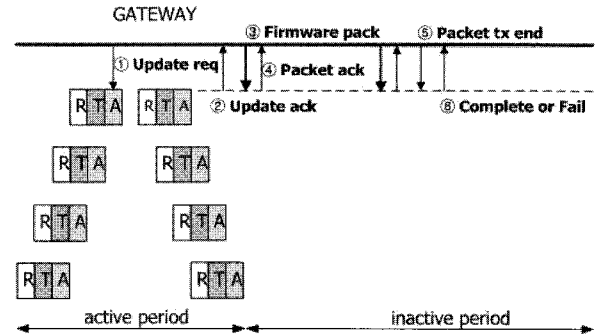 GATEWAY
③ Firmware pack
⑤ Packet tx end
① Update req
④ Packet ack
② Update ack
⑧ Complete or Fail
R T A R T A
R T A R T A
R T A R T A
R T A R T A
active period
inactive period